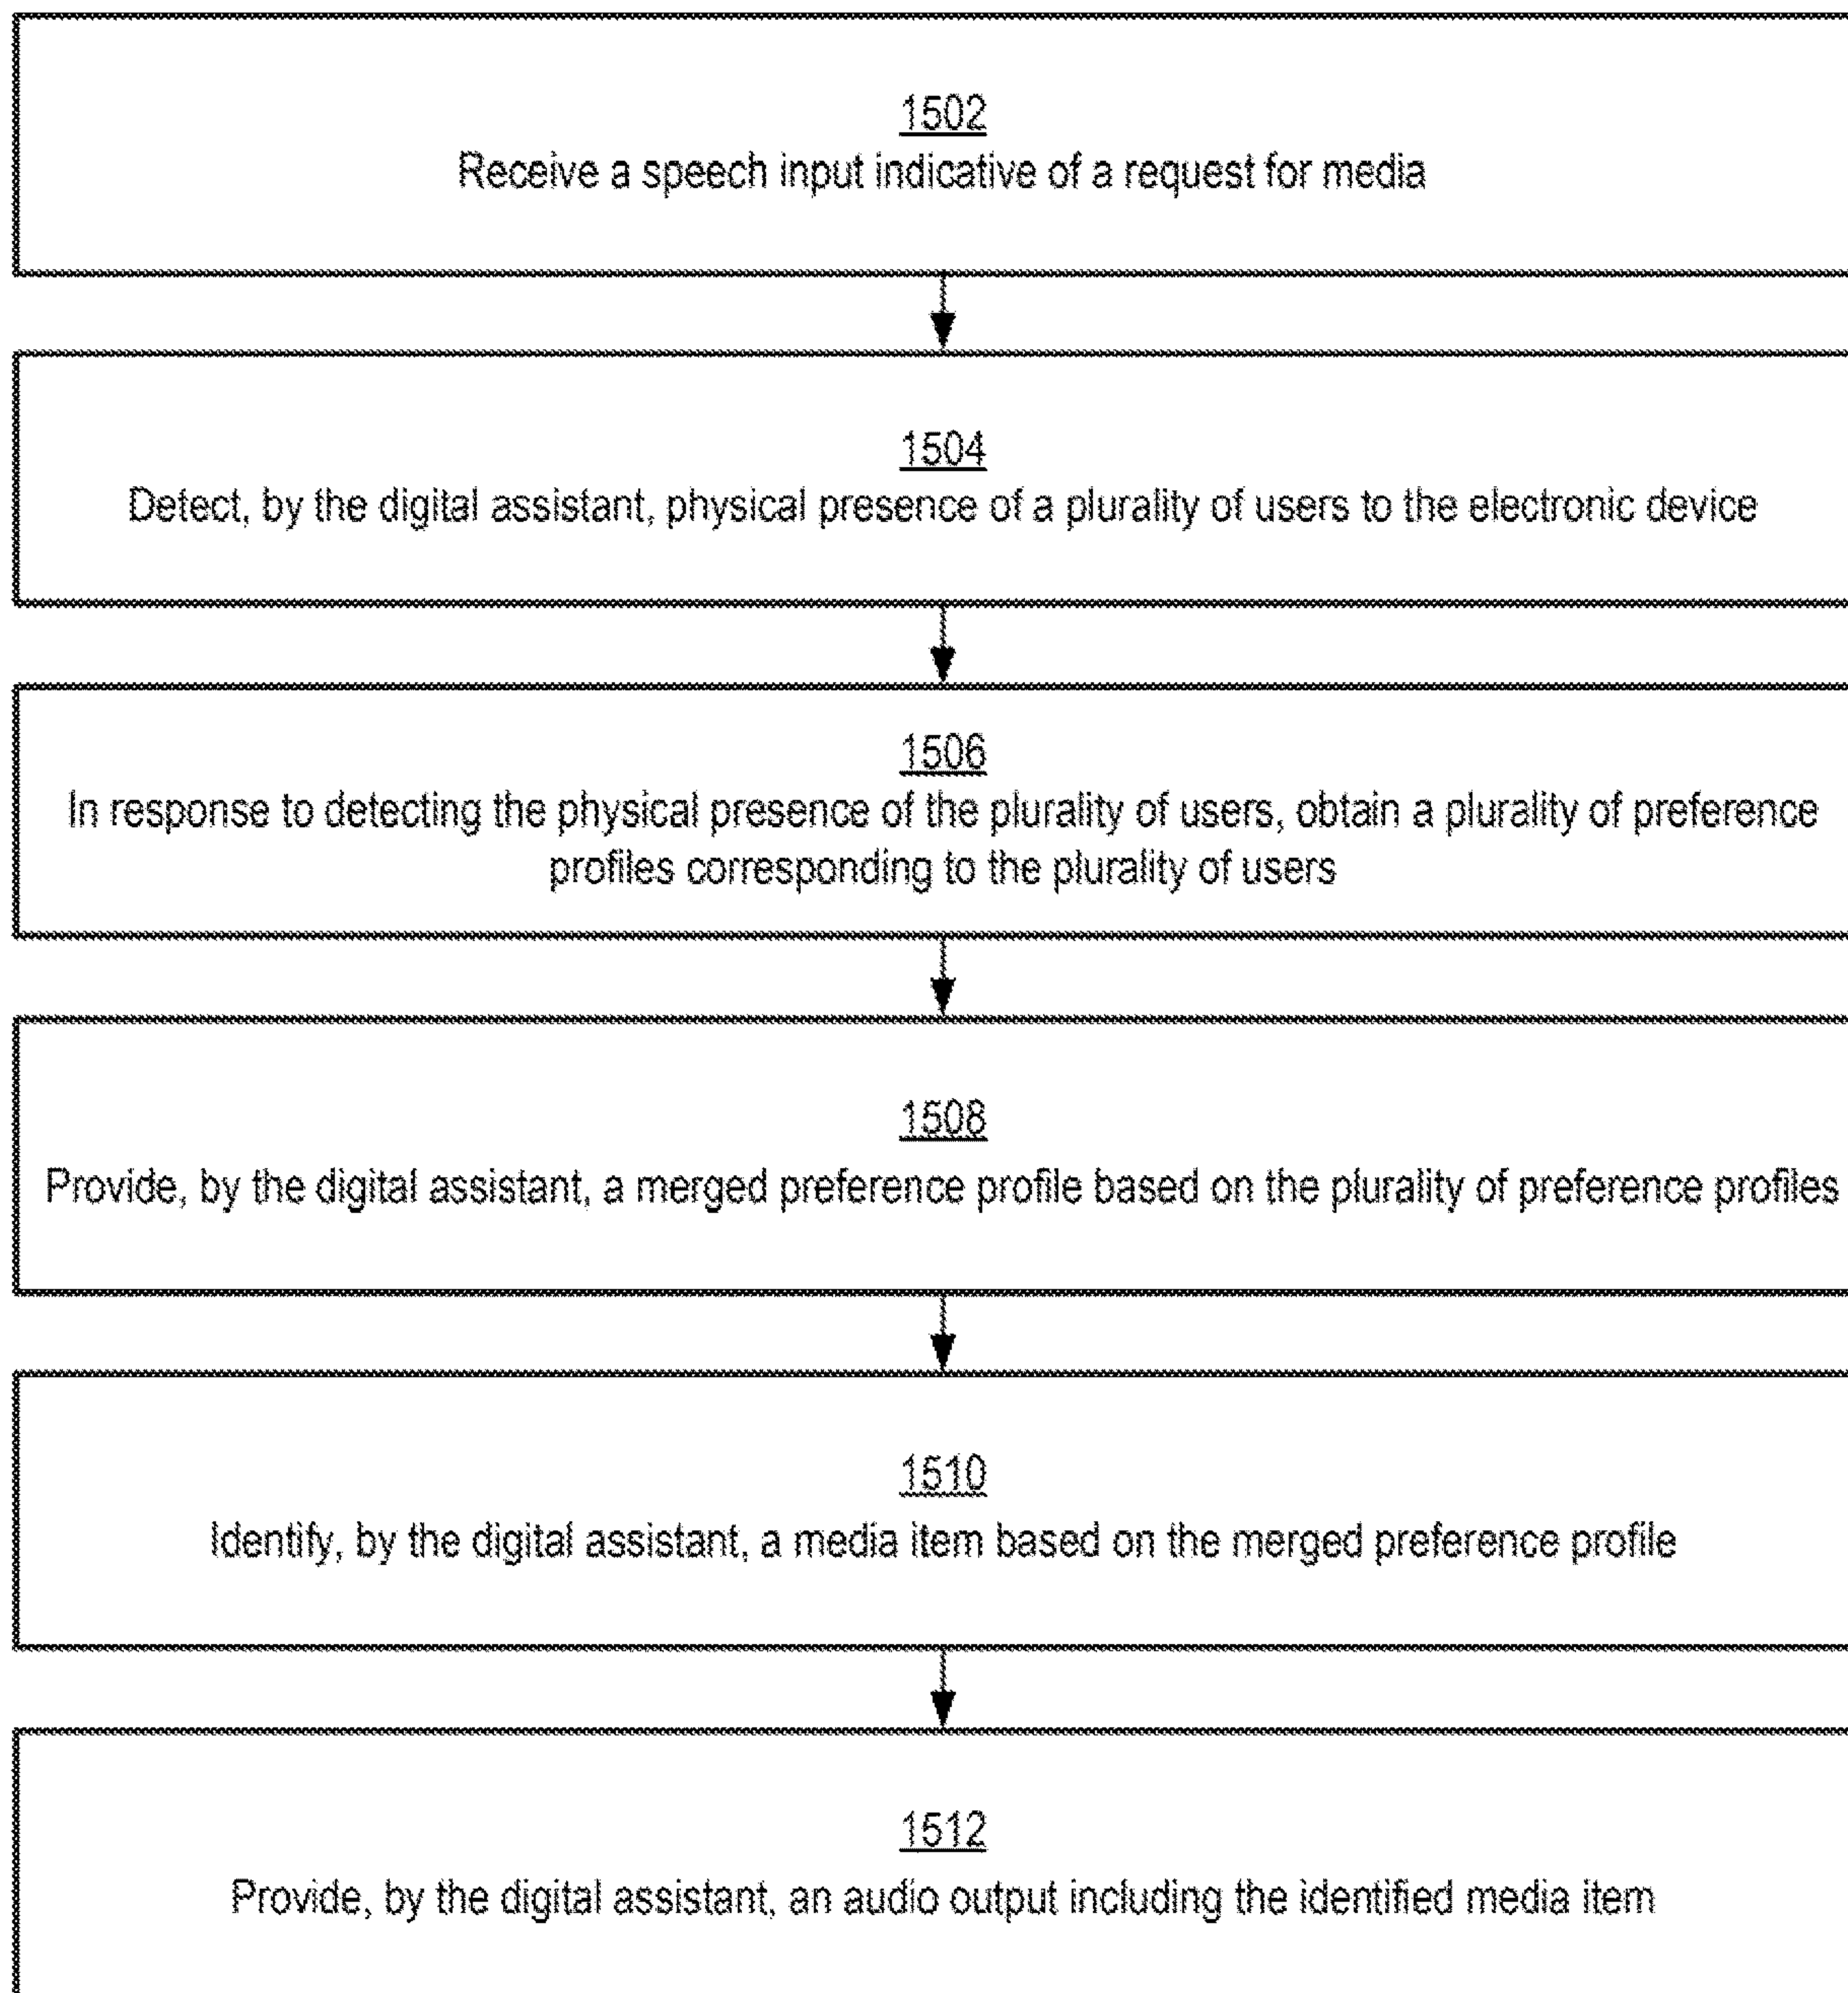 1502
Receive a speech input indicative of a request for media
1504
Detect, by the digital assistant, physical presence of a plurality of users to the electronic device
1506
In response to detecting the physical presence of the plurality of users, obtain a plurality of preference
profiles corresponding to the plurality of users
1508
Provide, by the digital assistant, a merged preference profile based on the plurality of preference profiles
1510
Identify, by the digital assistant, a media item based on the merged preference profile
1512
Provide, by the digital assistant, an audio output including the identified media item